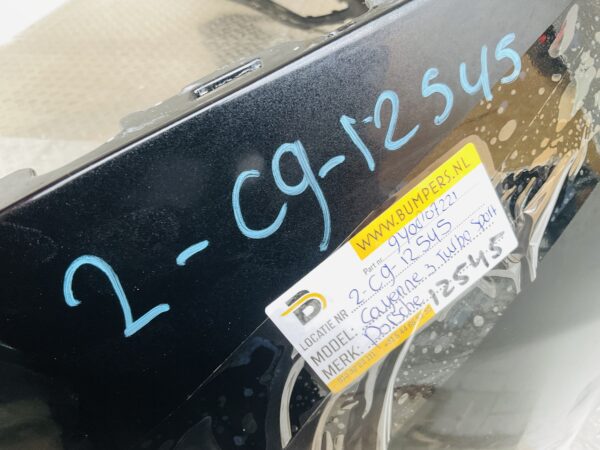 2-C9-12545
WWW.BUMPERS.NL
Part nr. 9Y0807221
LOCATIE NR 2-C9-12545
MODEL: Cayenne 3 Turbo Sport
MERK: Porsche 12545